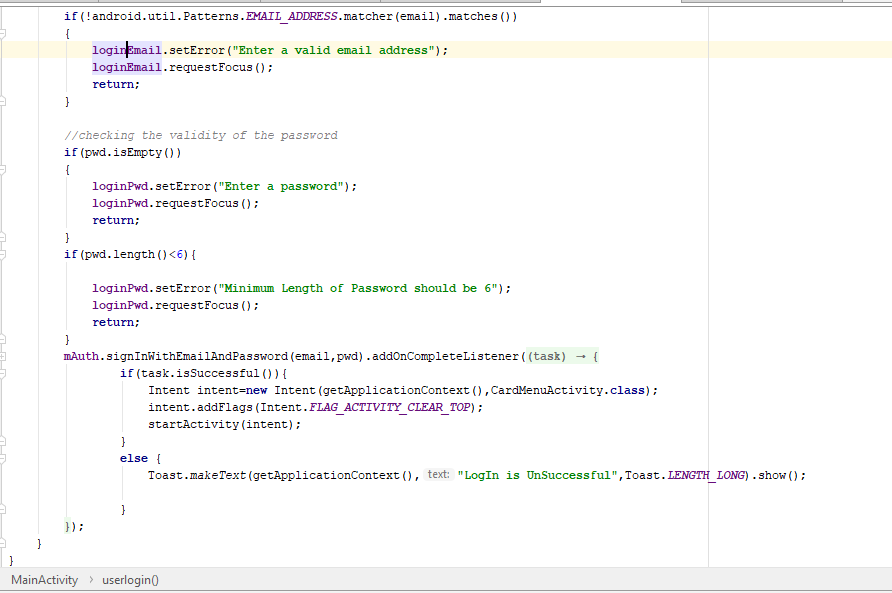 if(!android.util.Patterns.EMAIL_ADDRESS.matcher(email).matches())
{
loginEmail.setError("Enter a valid email address");
loginEmail.requestFocus();
return;
}
//checking the validity of the password
if(pwd.isEmpty())
{
loginPwd.setError("Enter a password");
loginPwd.requestFocus();
return;
}
if(pwd.length()<6){
loginPwd.setError("Minimum Length of Password should be 6");
loginPwd.requestFocus();
return;
}
mAuth.signInWithEmailAndPassword(email,pwd).addOnCompleteListener((task) → {
if(task.isSuccessful()){
Intent intent=new Intent(getApplicationContext(),CardMenuActivity.class);
intent.addFlags(Intent.FLAG_ACTIVITY_CLEAR_TOP);
startActivity(intent);
}
else {
Toast.makeText(getApplicationContext(), text: "LogIn is UnSuccessful",Toast.LENGTH_LONG).show();
}
});
}
}
MainActivity › userlogin()